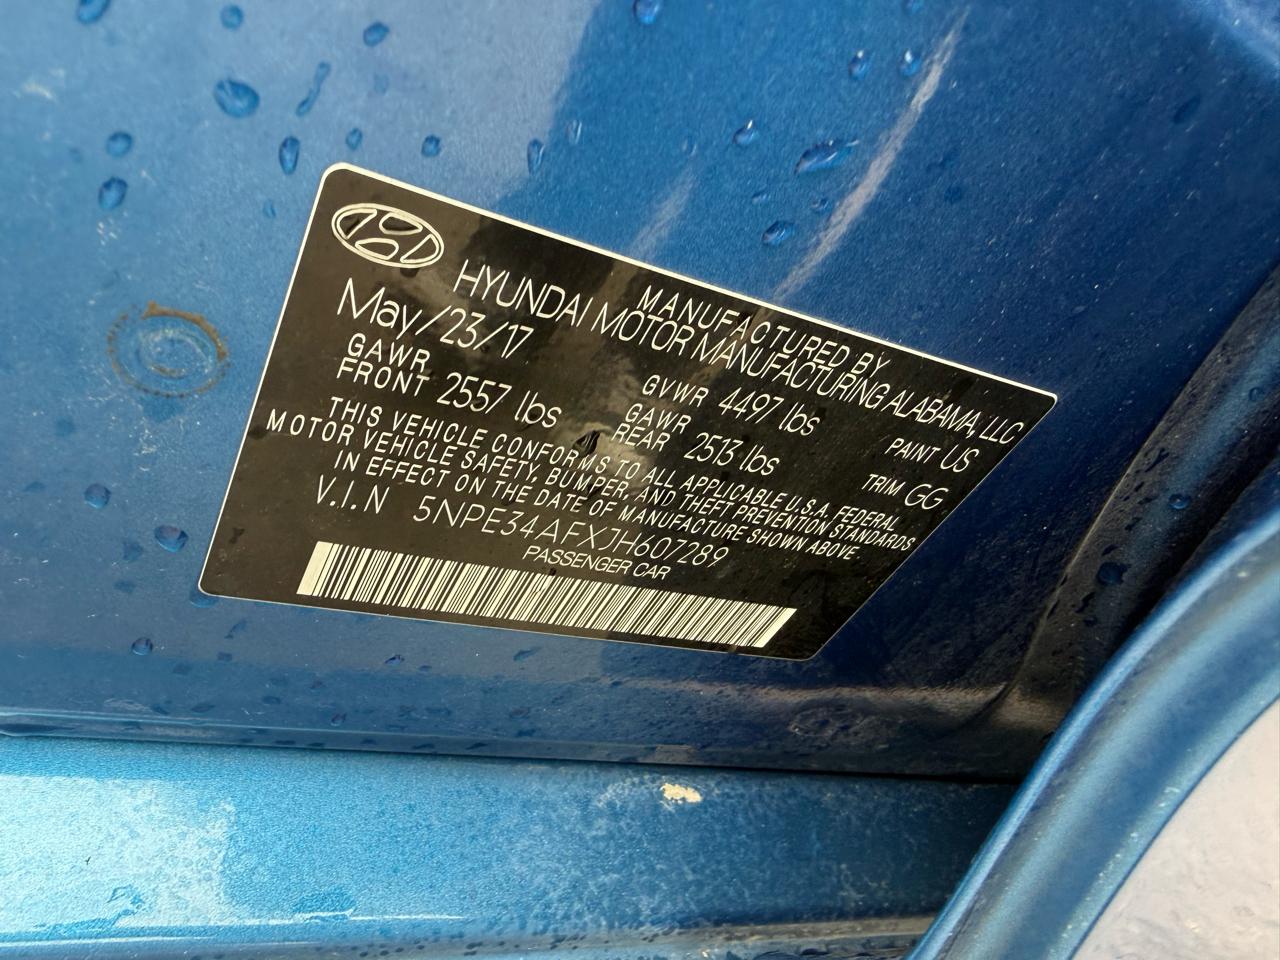 MANUFACTURED BY
HYUNDAI MOTOR MANUFACTURING ALABAMA, LLC
May/23/17 GVWR 4497 lbs PAINT US
GAWR FRONT 2557 lbs GAWR REAR 2513 lbs TRIM GG
THIS VEHICLE CONFORMS TO ALL APPLICABLE U.S.A. FEDERAL
MOTOR VEHICLE SAFETY, BUMPER, AND THEFT PREVENTION STANDARDS
IN EFFECT ON THE DATE OF MANUFACTURE SHOWN ABOVE.
V.I.N 5NPE34AFXJH607289
PASSENGER CAR